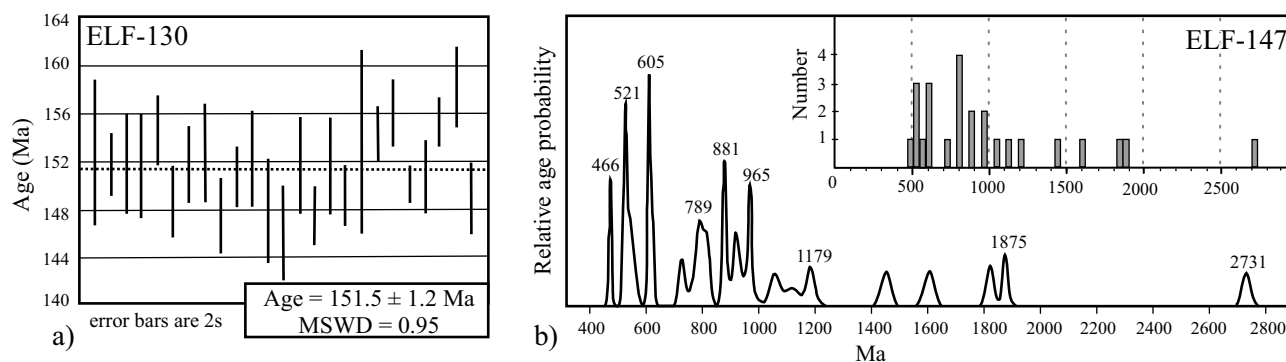 164
160
156
152
148
144
140
Age (Ma)
ELF-130
Age = 151.5 ± 1.2 Ma
MSWD = 0.95
error bars are 2s
a)
b)
Relative age probability
466
521
605
789
881
965
1179
1875
2731
400 600 800 1000 1200 1400 1600 1800 2000 2200 2400 2600 2800
Ma
ELF-147
Number
4
3
2
1
0 500 1000 1500 2000 2500